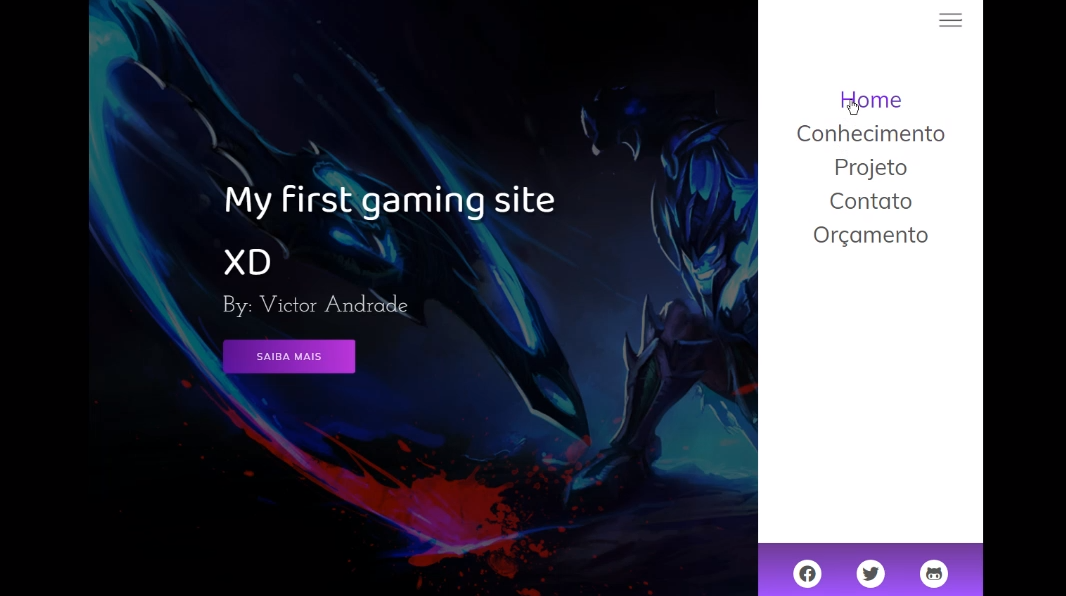 My first gaming site
XD
By: Victor Andrade
SAIBA MAIS
Home
Conhecimento
Projeto
Contato
Orçamento